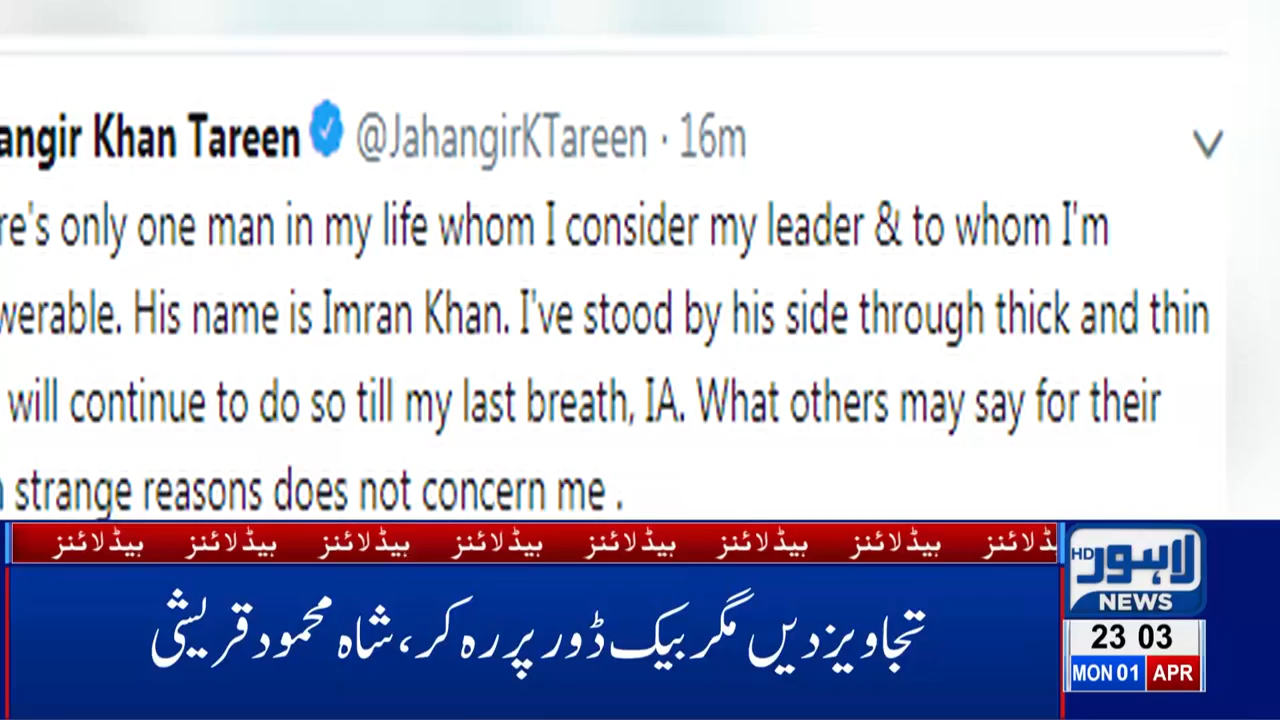 angir Khan Tareen @JahangirKTareen · 16m
re's only one man in my life whom I consider my leader & to whom I'm
werable. His name is Imran Khan. I've stood by his side through thick and thin
will continue to do so till my last breath, IA. What others may say for their
strange reasons does not concern me .
ہیڈلائنز ہیڈلائنز ہیڈلائنز ہیڈلائنز ہیڈلائنز ہیڈلائنز ہیڈلائنز ہیڈلائنز
تجاویز دیں مگر بیک ڈور پر رہ کر، شاہ محمود قریشی
HD لاہور
NEWS
23 03
MON 01 APR